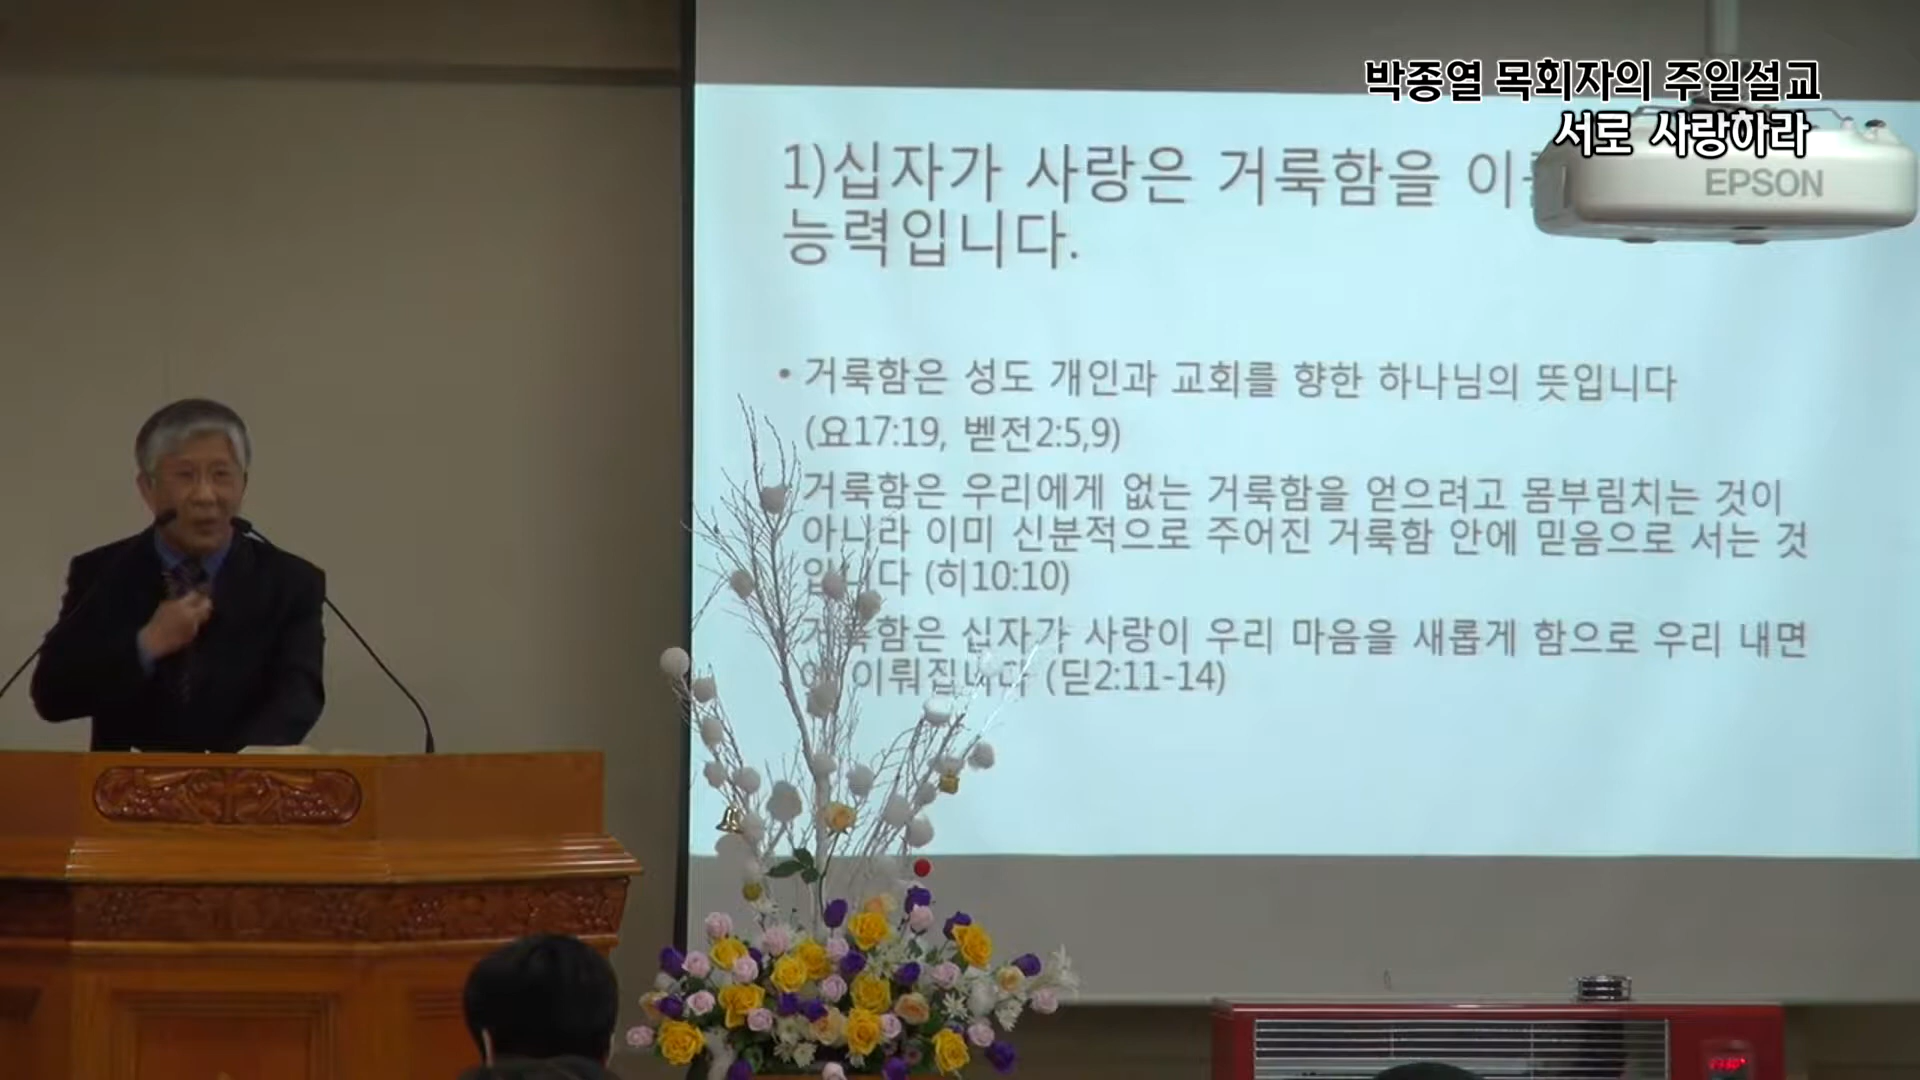 박종열 목회자의 주일설교
서로 사랑하라
EPSON
1)십자가 사랑은 거룩함을
능력입니다.
• 거룩함은 성도 개인과 교회를 향한 하나님의 뜻입니다
(요17:19, 벧전2:5,9)
거룩함은 우리에게 없는 거룩함을 얻으려고 몸부림치는 것이
아니라 이미 신분적으로 주어진 거룩함 안에 믿음으로 서는 것
입니다 (히10:10)
거룩함은 십자가 사랑이 우리 마음을 새롭게 함으로 우리 내면
에 이뤄집니다 (딛2:11-14)